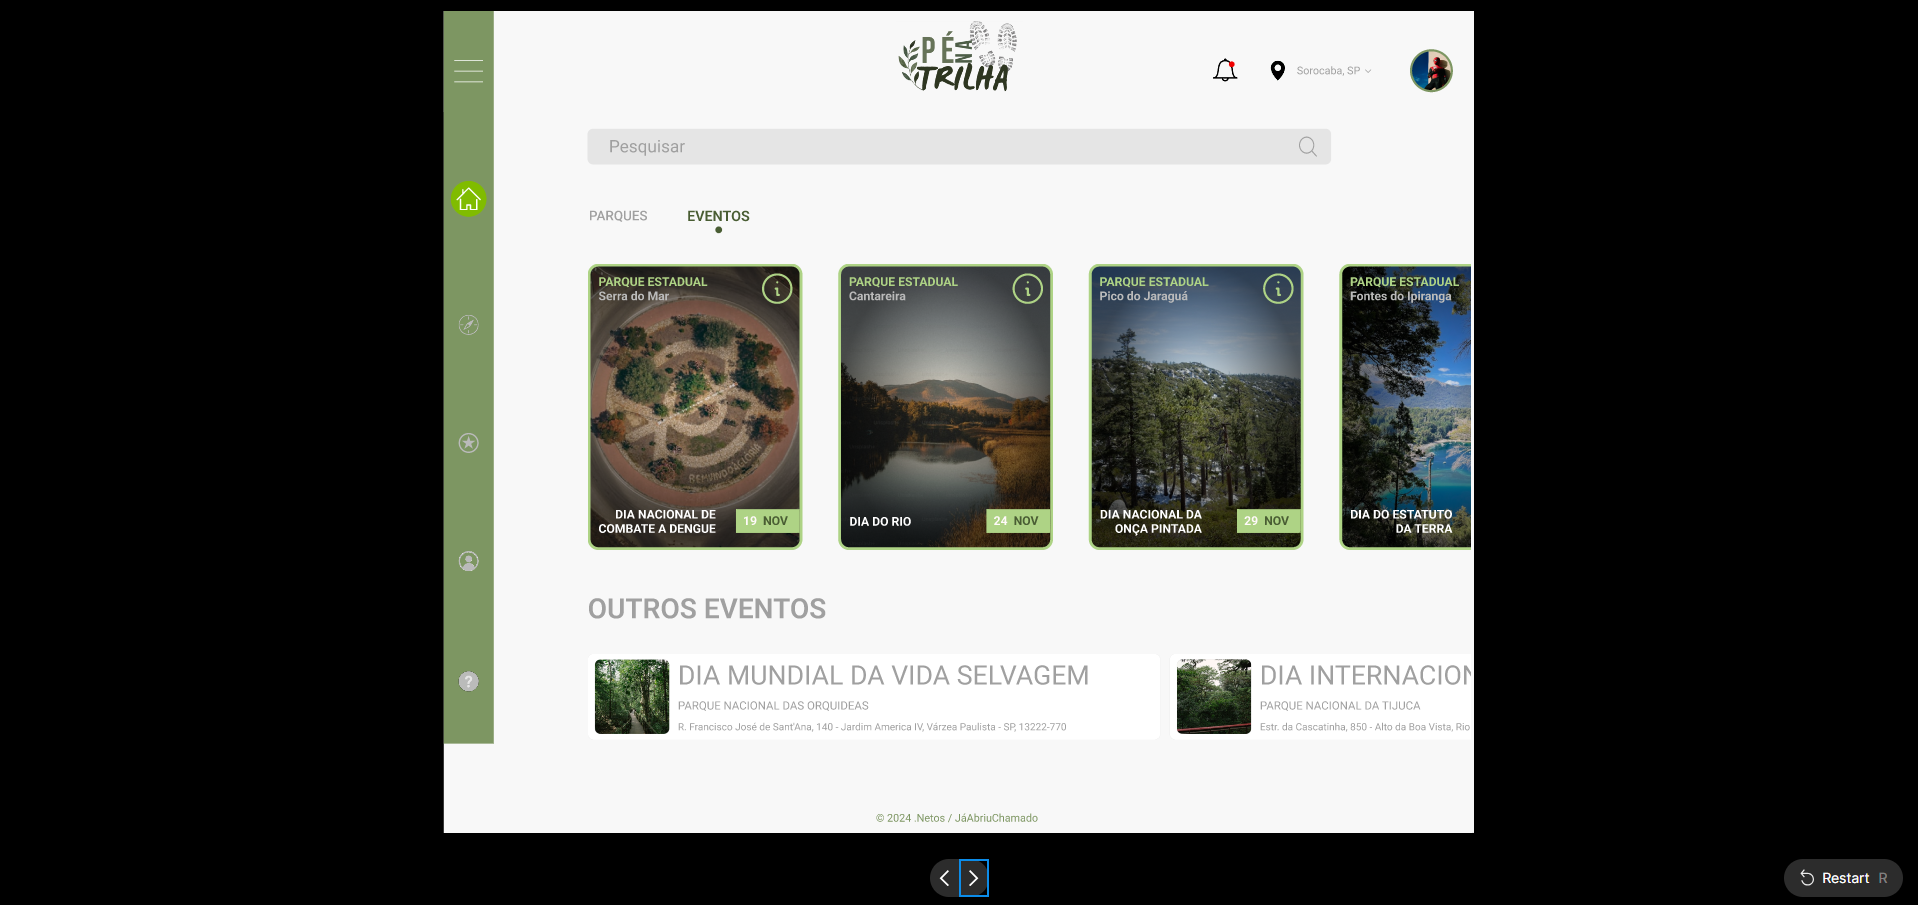 PÉ NA
TRILHA
Sorocaba, SP
Pesquisar
PARQUES
EVENTOS
PARQUE ESTADUAL
Serra do Mar
DIA NACIONAL DE
COMBATE A DENGUE
19 NOV
PARQUE ESTADUAL
Cantareira
DIA DO RIO
24 NOV
PARQUE ESTADUAL
Pico do Jaraguá
DIA NACIONAL DA
ONÇA PINTADA
29 NOV
PARQUE ESTADUAL
Fontes do Ipiranga
DIA DO ESTATUTO
DA TERRA
OUTROS EVENTOS
DIA MUNDIAL DA VIDA SELVAGEM
PARQUE NACIONAL DAS ORQUIDEAS
R. Francisco José de Sant'Ana, 140 - Jardim America IV, Várzea Paulista - SP, 13222-770
DIA INTERNACION
PARQUE NACIONAL DA TIJUCA
Estr. da Cascatinha, 850 - Alto da Boa Vista, Rio
© 2024 .Netos / JáAbriuChamado
Restart R